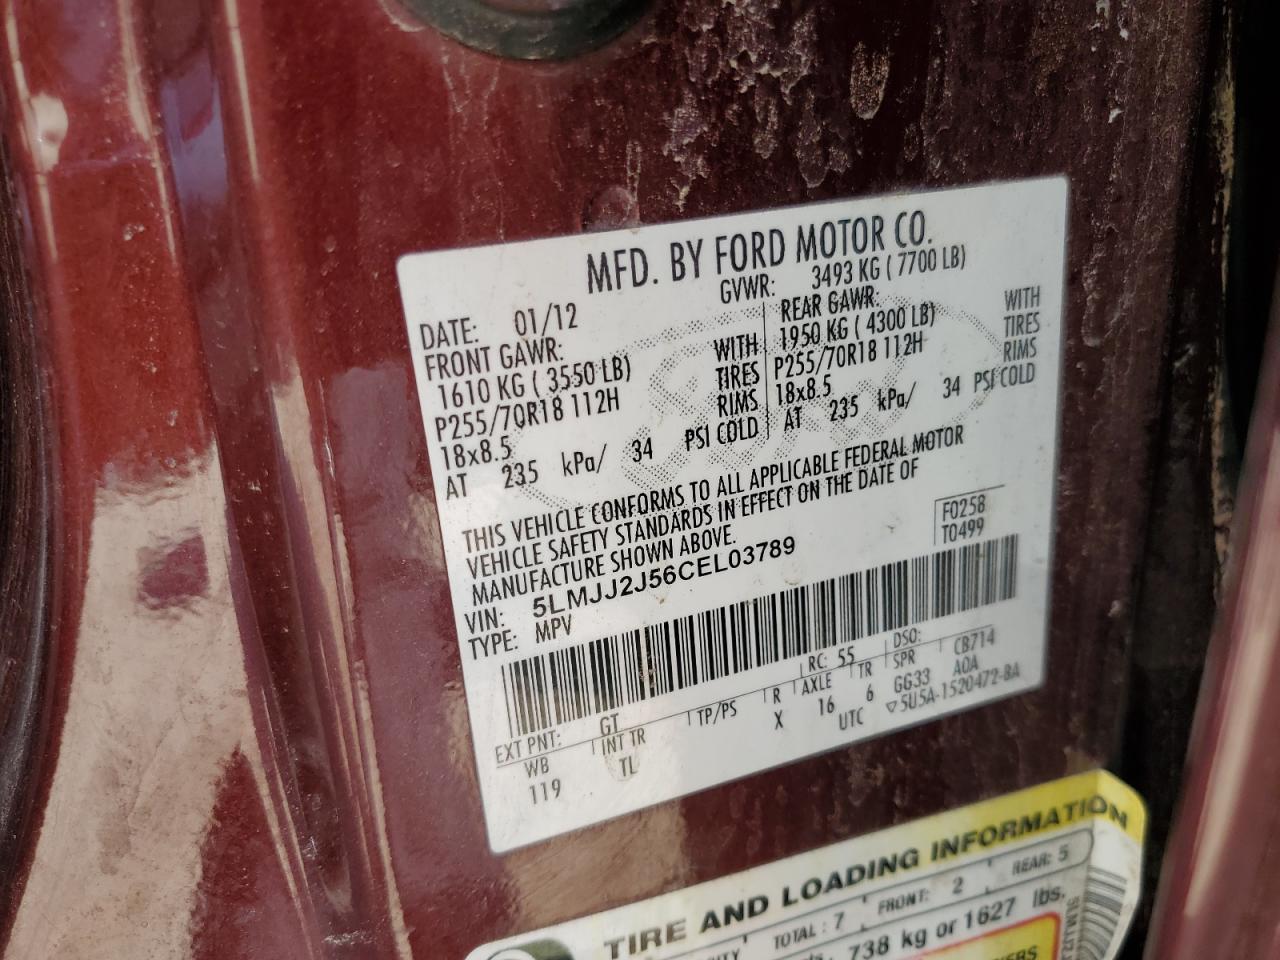 MFD. BY FORD MOTOR CO.
DATE: 01/12 GVWR: 3493 KG ( 7700 LB)
FRONT GAWR: REAR GAWR:
1610 KG ( 3550 LB) WITH 1950 KG ( 4300 LB) WITH
P255/70R18 112H TIRES P255/70R18 112H TIRES
18x8.5 RIMS 18x8.5 RIMS
AT 235 kPa/ 34 PSI COLD AT 235 kPa/ 34 PSI COLD
THIS VEHICLE CONFORMS TO ALL APPLICABLE FEDERAL MOTOR
VEHICLE SAFETY STANDARDS IN EFFECT ON THE DATE OF
MANUFACTURE SHOWN ABOVE.
F0258
T0499
VIN: 5LMJJ2J56CEL03789
TYPE: MPV
EXT PNT: GT RC: 55 DSO: CB714
WB INT TR TP/PS R AXLE TR SPR
119 TL X 16 6 GG33 AOA
UTC ▽5U5A-1520472-BA
TIRE AND LOADING INFORMATION
TOTAL : 7 FRONT: 2 REAR: 5
738 kg or 1627 lbs.